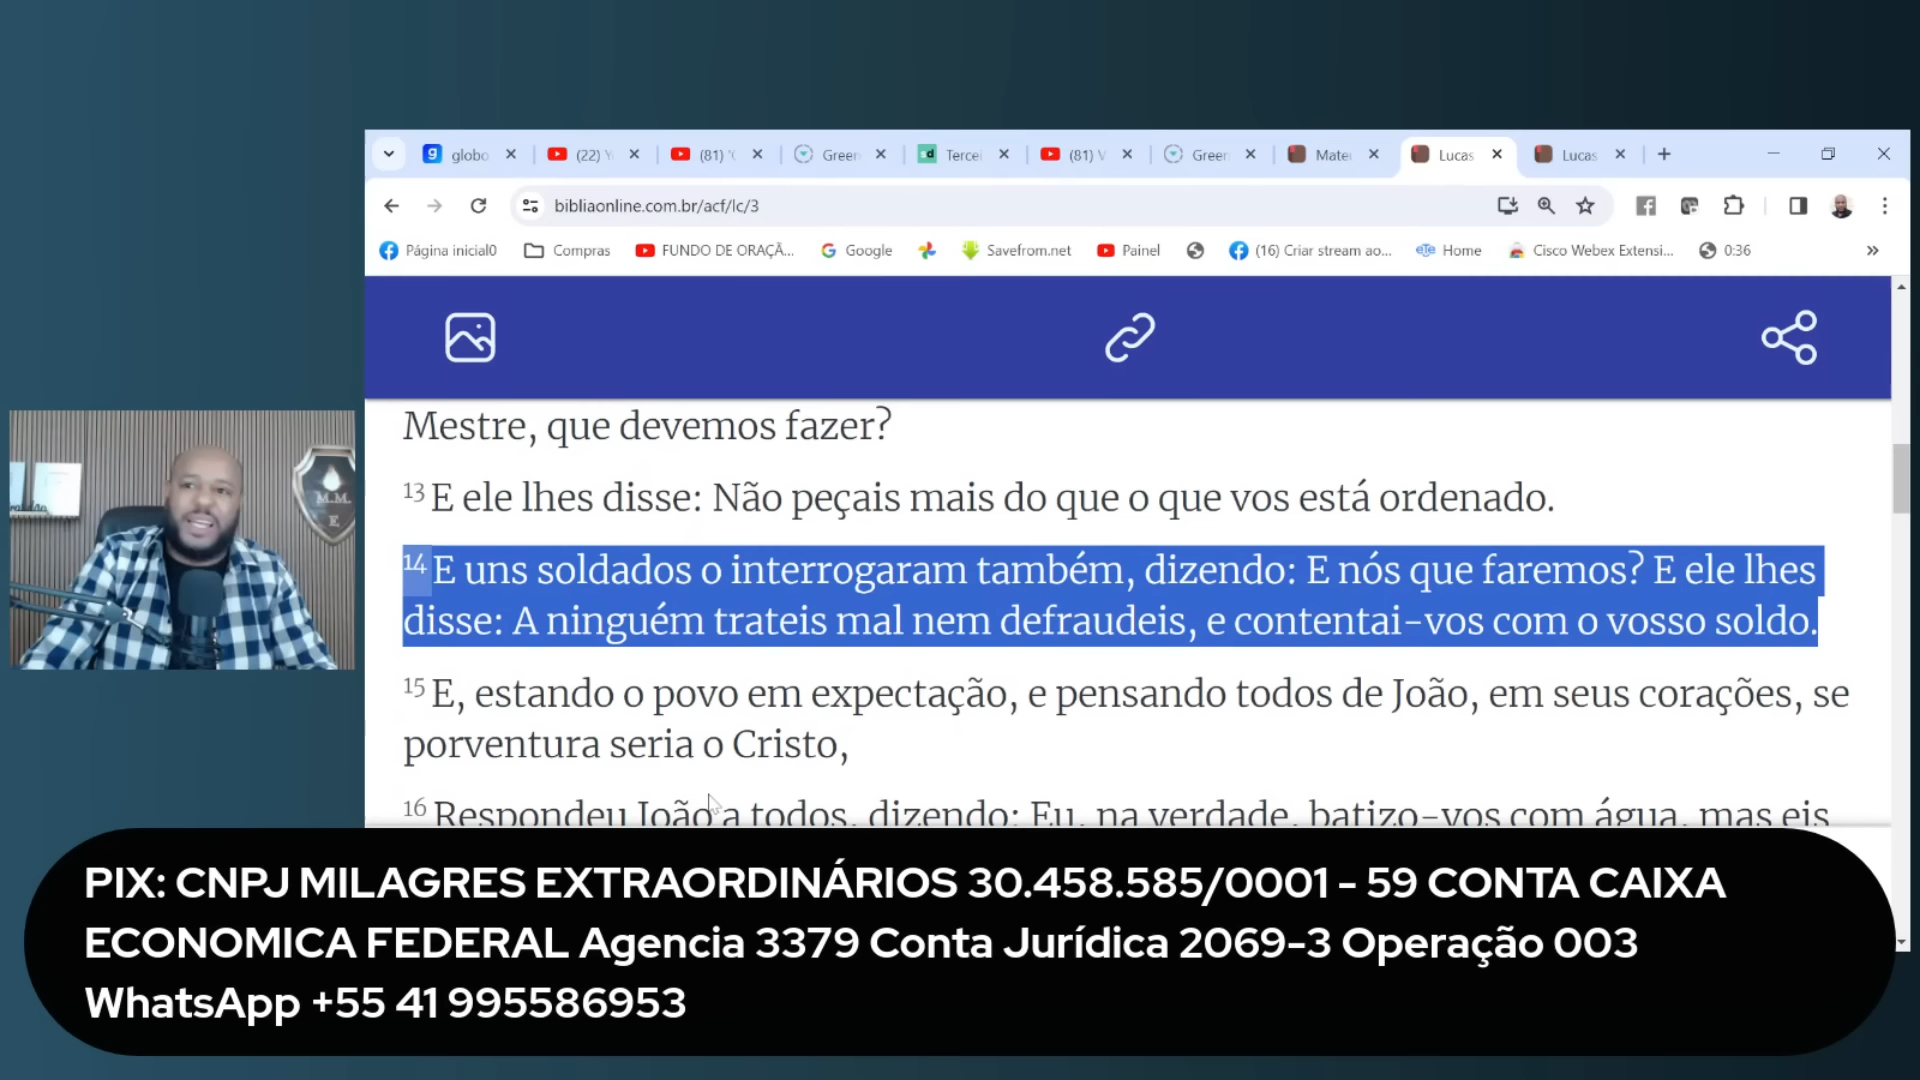 globo
(22) Y
(81) '(
Green
Tercei
(81) V
Green
Mater
Lucas
Lucas
bibliaonline.com.br/acf/lc/3
Página inicial0
Compras
FUNDO DE ORAÇÃ...
Google
Savefrom.net
Painel
(16) Criar stream ao...
Home
Cisco Webex Extensi...
0:36
Mestre, que devemos fazer?
13 E ele lhes disse: Não peçais mais do que o que vos está ordenado.
14 E uns soldados o interrogaram também, dizendo: E nós que faremos? E ele lhes
disse: A ninguém trateis mal nem defraudeis, e contentai-vos com o vosso soldo.
15 E, estando o povo em expectação, e pensando todos de João, em seus corações, se
porventura seria o Cristo,
16 Respondeu João a todos, dizendo: Eu, na verdade, batizo-vos com água, mas eis
M.M.
E
PIX: CNPJ MILAGRES EXTRAORDINÁRIOS 30.458.585/0001 - 59 CONTA CAIXA
ECONOMICA FEDERAL Agencia 3379 Conta Jurídica 2069-3 Operação 003
WhatsApp +55 41 995586953